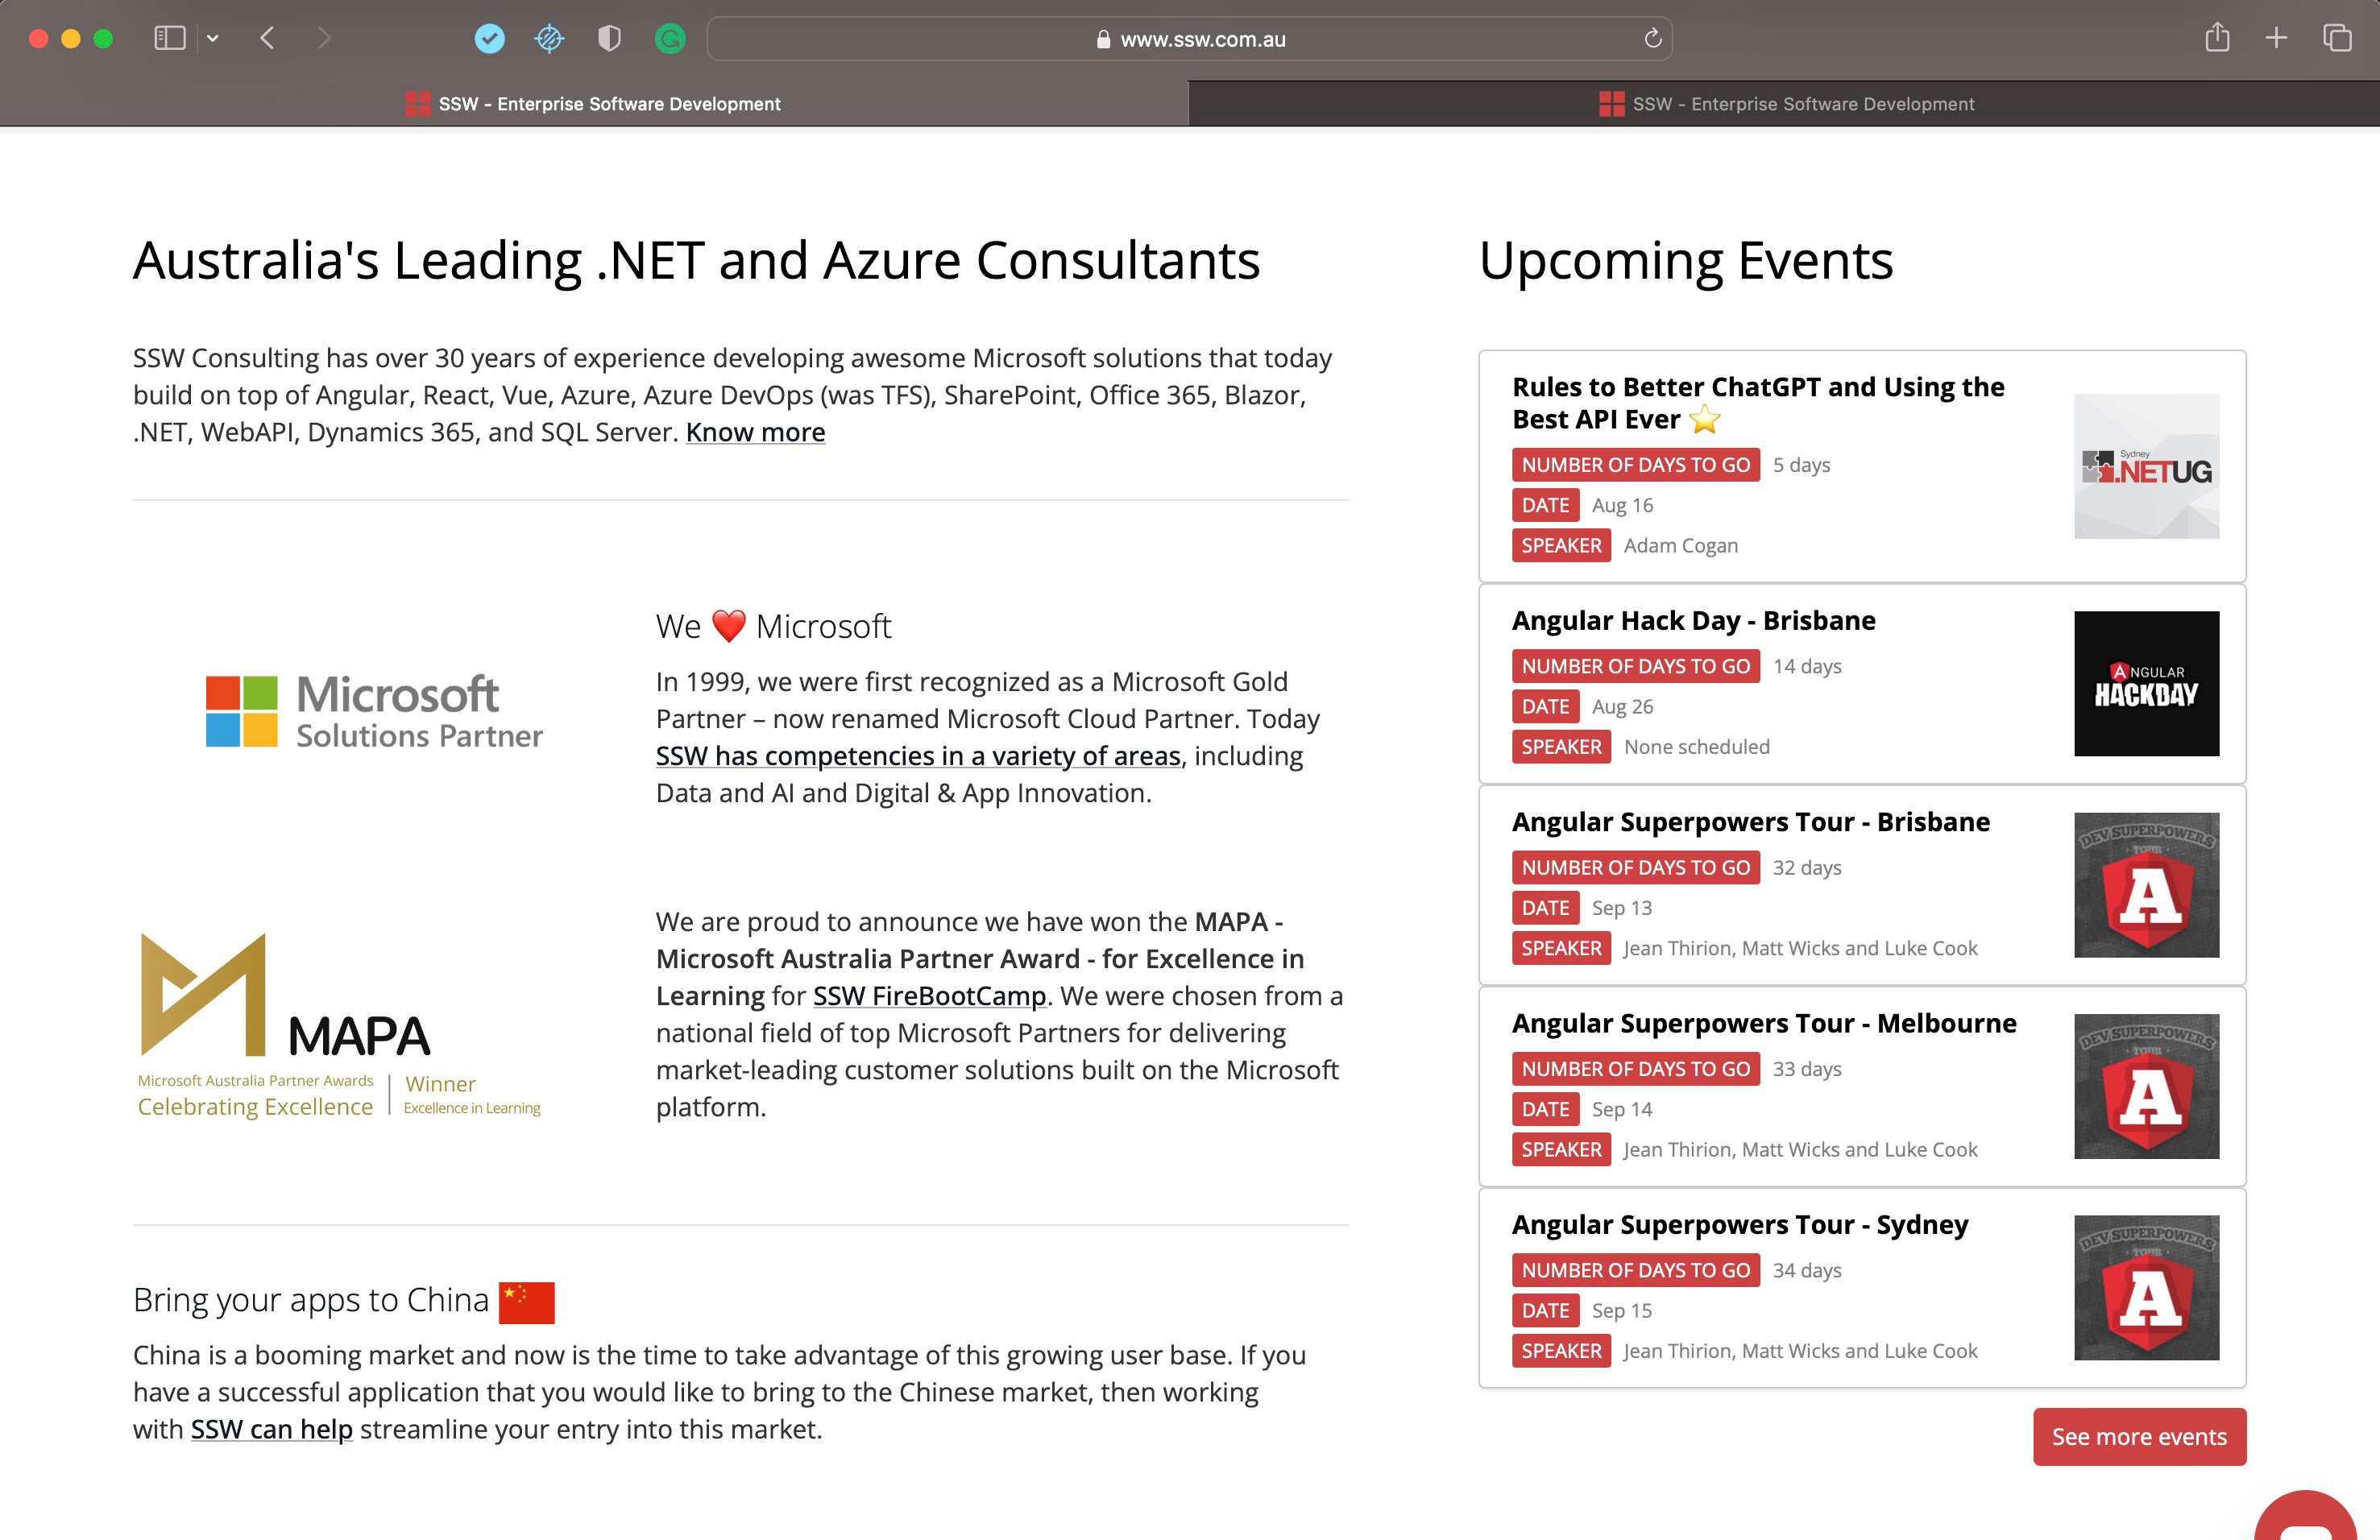 www.ssw.com.au
SSW - Enterprise Software Development
SSW - Enterprise Software Development
Australia's Leading .NET and Azure Consultants
SSW Consulting has over 30 years of experience developing awesome Microsoft solutions that today
build on top of Angular, React, Vue, Azure, Azure DevOps (was TFS), SharePoint, Office 365, Blazor,
.NET, WebAPI, Dynamics 365, and SQL Server. Know more
Microsoft
Solutions Partner
We ❤️ Microsoft
In 1999, we were first recognized as a Microsoft Gold
Partner – now renamed Microsoft Cloud Partner. Today
SSW has competencies in a variety of areas, including
Data and AI and Digital & App Innovation.
MAPA
Microsoft Australia Partner Awards
Celebrating Excellence
Winner
Excellence in Learning
We are proud to announce we have won the MAPA -
Microsoft Australia Partner Award - for Excellence in
Learning for SSW FireBootCamp. We were chosen from a
national field of top Microsoft Partners for delivering
market-leading customer solutions built on the Microsoft
platform.
Bring your apps to China 🇨🇳
China is a booming market and now is the time to take advantage of this growing user base. If you
have a successful application that you would like to bring to the Chinese market, then working
with SSW can help streamline your entry into this market.
Upcoming Events
Rules to Better ChatGPT and Using the
Best API Ever ⭐
NUMBER OF DAYS TO GO 5 days
DATE Aug 16
SPEAKER Adam Cogan
Sydney
.NETUG
Angular Hack Day - Brisbane
NUMBER OF DAYS TO GO 14 days
DATE Aug 26
SPEAKER None scheduled
ANGULAR
HACKDAY
Angular Superpowers Tour - Brisbane
NUMBER OF DAYS TO GO 32 days
DATE Sep 13
SPEAKER Jean Thirion, Matt Wicks and Luke Cook
DEV SUPERPOWERS
TOUR
A
Angular Superpowers Tour - Melbourne
NUMBER OF DAYS TO GO 33 days
DATE Sep 14
SPEAKER Jean Thirion, Matt Wicks and Luke Cook
DEV SUPERPOWERS
TOUR
A
Angular Superpowers Tour - Sydney
NUMBER OF DAYS TO GO 34 days
DATE Sep 15
SPEAKER Jean Thirion, Matt Wicks and Luke Cook
DEV SUPERPOWERS
TOUR
A
See more events